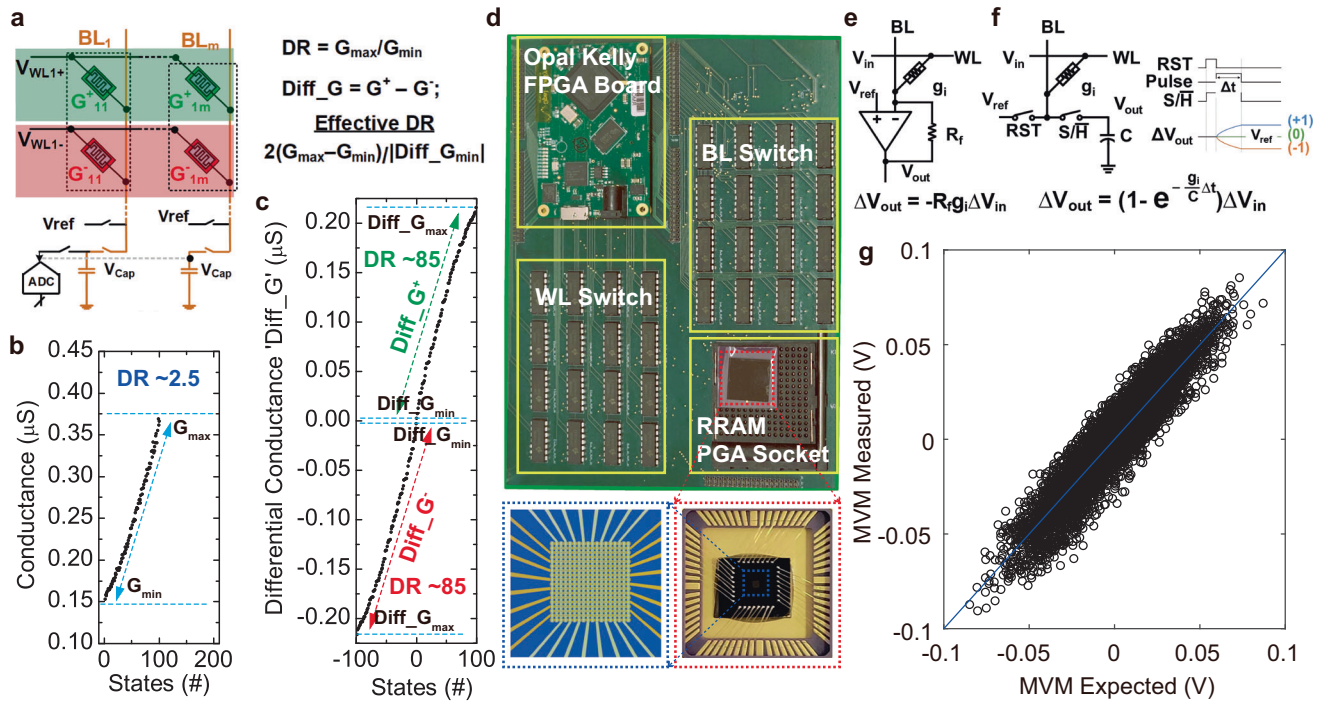 a
BL1 BLm
VWL1+
G+11 G+1m
VWL1-
G-11 G-1m
Vref Vref
VCap VCap
ADC
DR = Gmax/Gmin
Diff_G = G+ – G-;
Effective DR
2(Gmax–Gmin)/|Diff_Gmin|
b
0.45
0.40
0.35
0.30
0.25
0.20
0.15
0.10
Conductance (µS)
DR ~2.5
Gmax
Gmin
0 100 200
States (#)
c
0.20
0.15
0.10
0.05
0.00
-0.05
-0.10
-0.15
-0.20
Differential Conductance 'Diff_G' (µS)
Diff_Gmax
DR ~85
Diff_G+
Diff_Gmin
Diff_Gmin
Diff_G-
DR ~85
Diff_Gmax
-100 0 100
States (#)
d
Opal Kelly
FPGA Board
BL Switch
WL Switch
RRAM
PGA Socket
e
BL
Vin
WL
gi
Vref
Rf
Vout
ΔVout = -RfgiΔVin
f
BL
Vin
WL
gi
Vref
Vout
RST
S/H̅
C
RST
Pulse
Δt
S/H̅
ΔVout
Vref
(+1)
(0)
(-1)
ΔVout = (1- e^-gi/C Δt)ΔVin
g
0.1
0.05
0
-0.05
-0.1
MVM Measured (V)
-0.1 -0.05 0 0.05 0.1
MVM Expected (V)